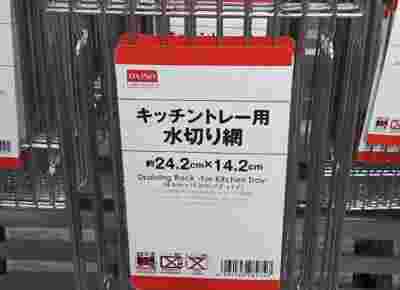 DAISO
キッチントレー用
水切り網
約24.2cm×14.2cm
Draining Rack -for Kitchen Tray-